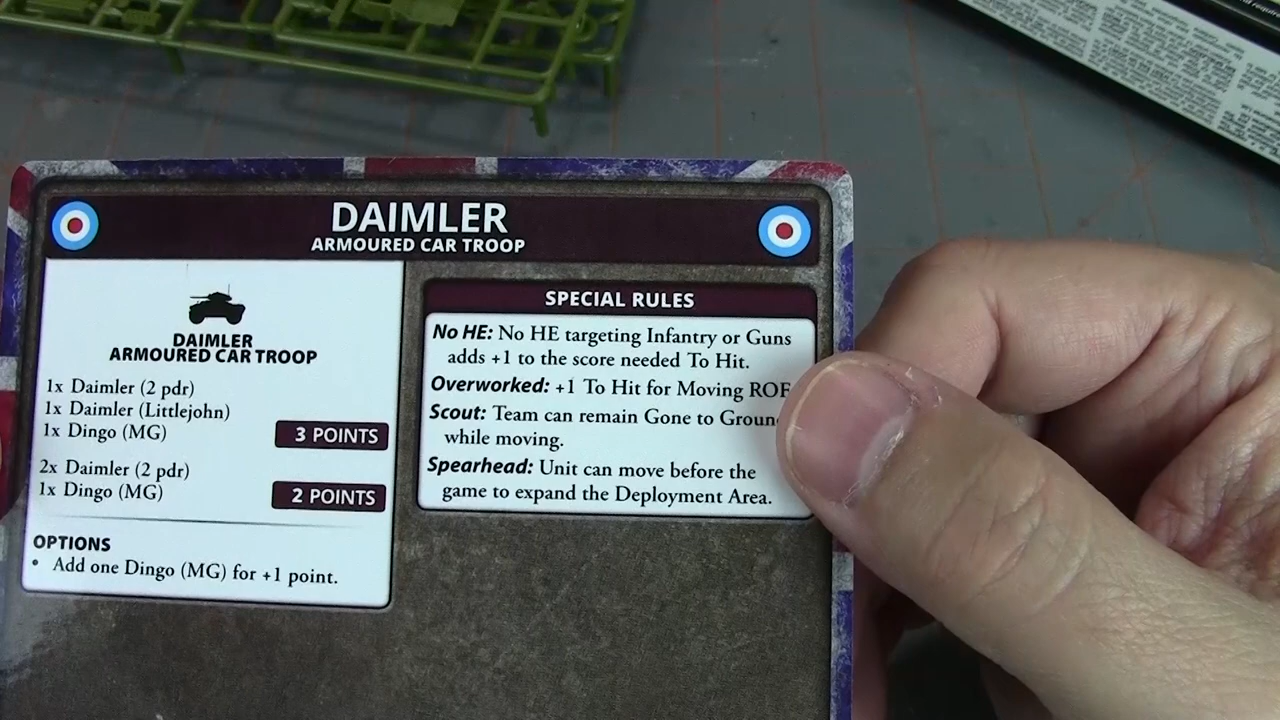 DAIMLER
ARMOURED CAR TROOP
DAIMLER
ARMOURED CAR TROOP
1x Daimler (2 pdr)
1x Daimler (Littlejohn)
1x Dingo (MG)
3 POINTS
2x Daimler (2 pdr)
1x Dingo (MG)
2 POINTS
OPTIONS
• Add one Dingo (MG) for +1 point.
SPECIAL RULES
No HE: No HE targeting Infantry or Guns
adds +1 to the score needed To Hit.
Overworked: +1 To Hit for Moving ROF
Scout: Team can remain Gone to Ground
while moving.
Spearhead: Unit can move before the
game to expand the Deployment Area.